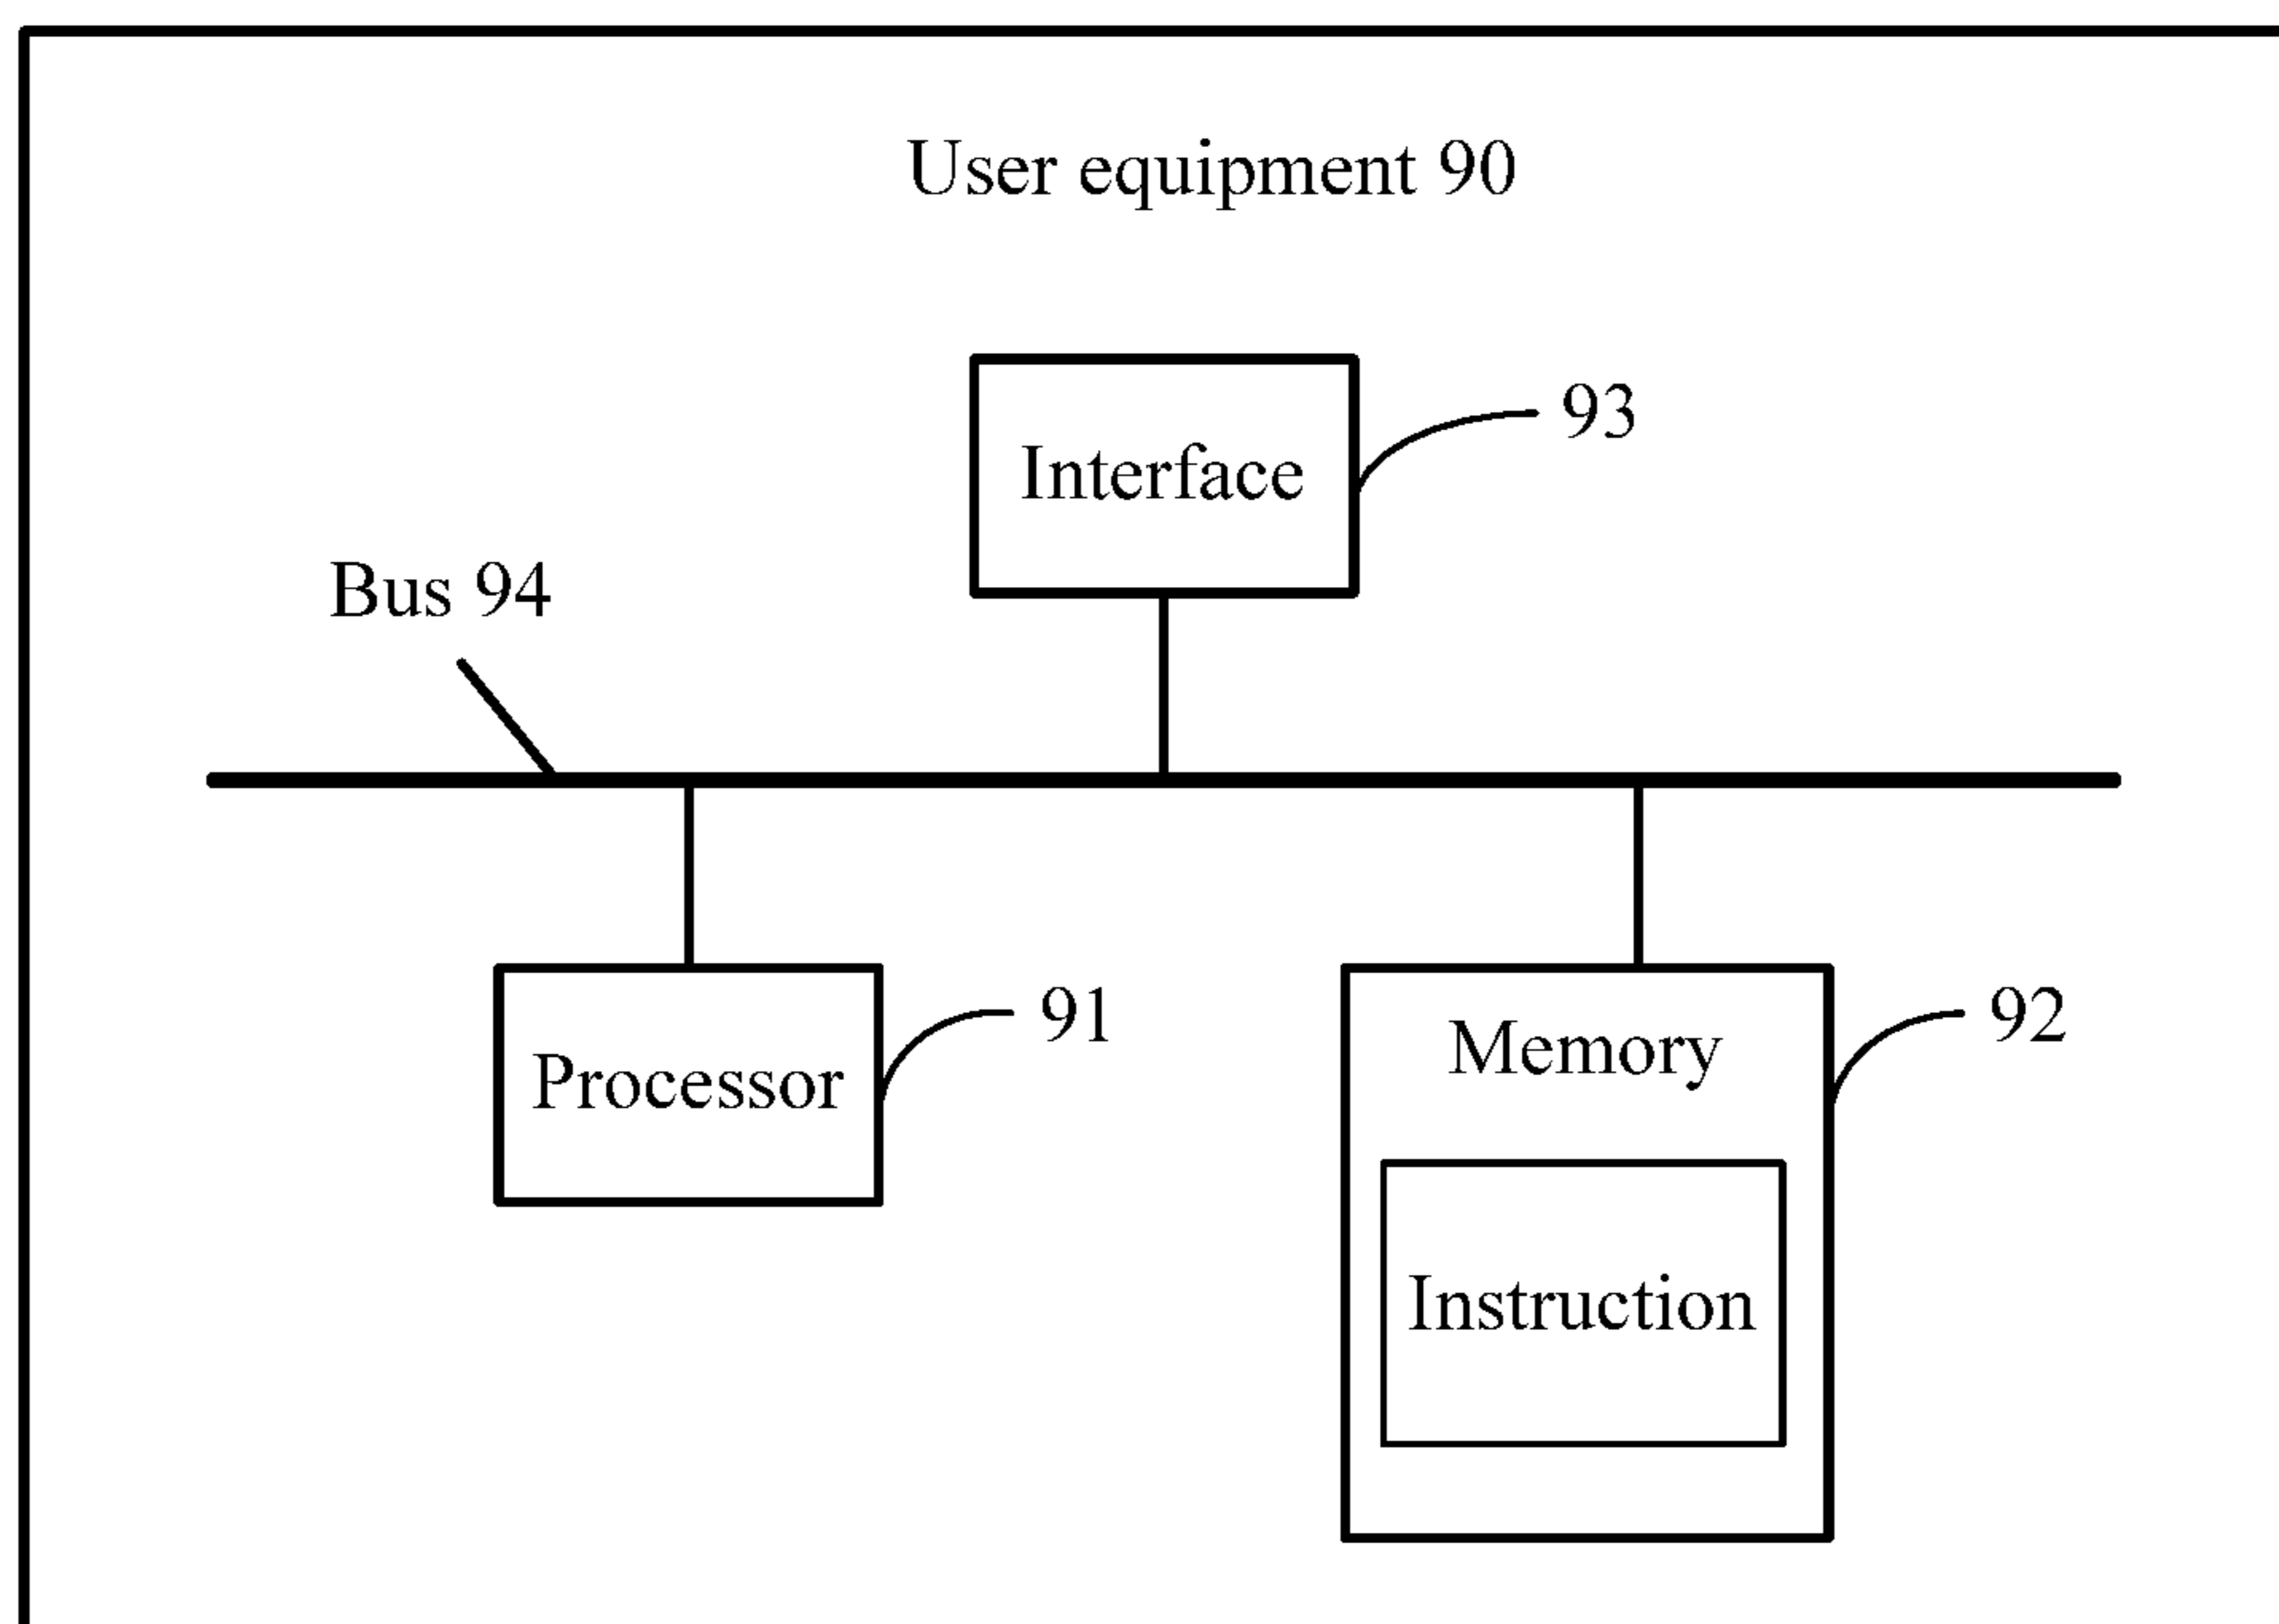 User equipment 90
Interface
93
Bus 94
Processor
91
Memory
92
Instruction